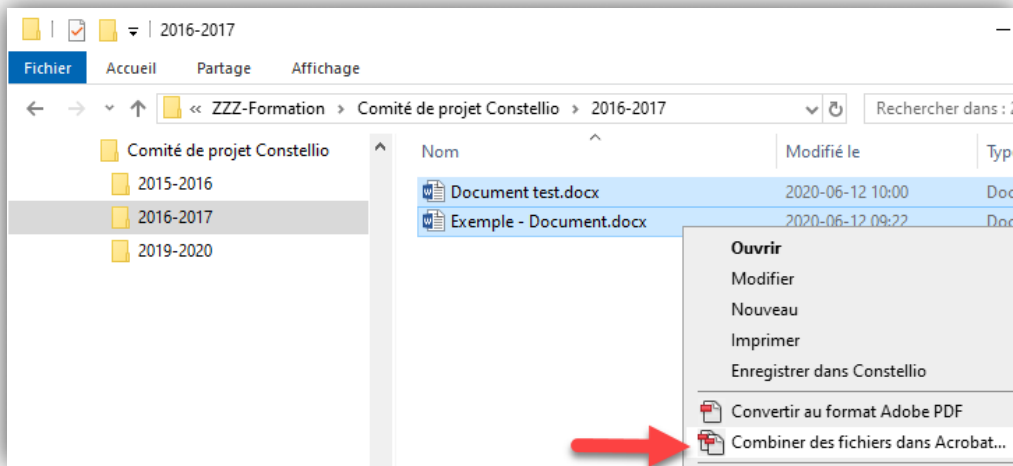 2016-2017
Fichier Accueil Partage Affichage
« ZZZ-Formation > Comité de projet Constellio > 2016-2017 Rechercher dans :
Comité de projet Constellio Nom Modifié le Typ
2015-2016 Document test.docx 2020-06-12 10:00 Doc
2016-2017 Exemple - Document.docx 2020-06-12 09:22 Doc
2019-2020
Ouvrir
Modifier
Nouveau
Imprimer
Enregistrer dans Constellio
Convertir au format Adobe PDF
Combiner des fichiers dans Acrobat...